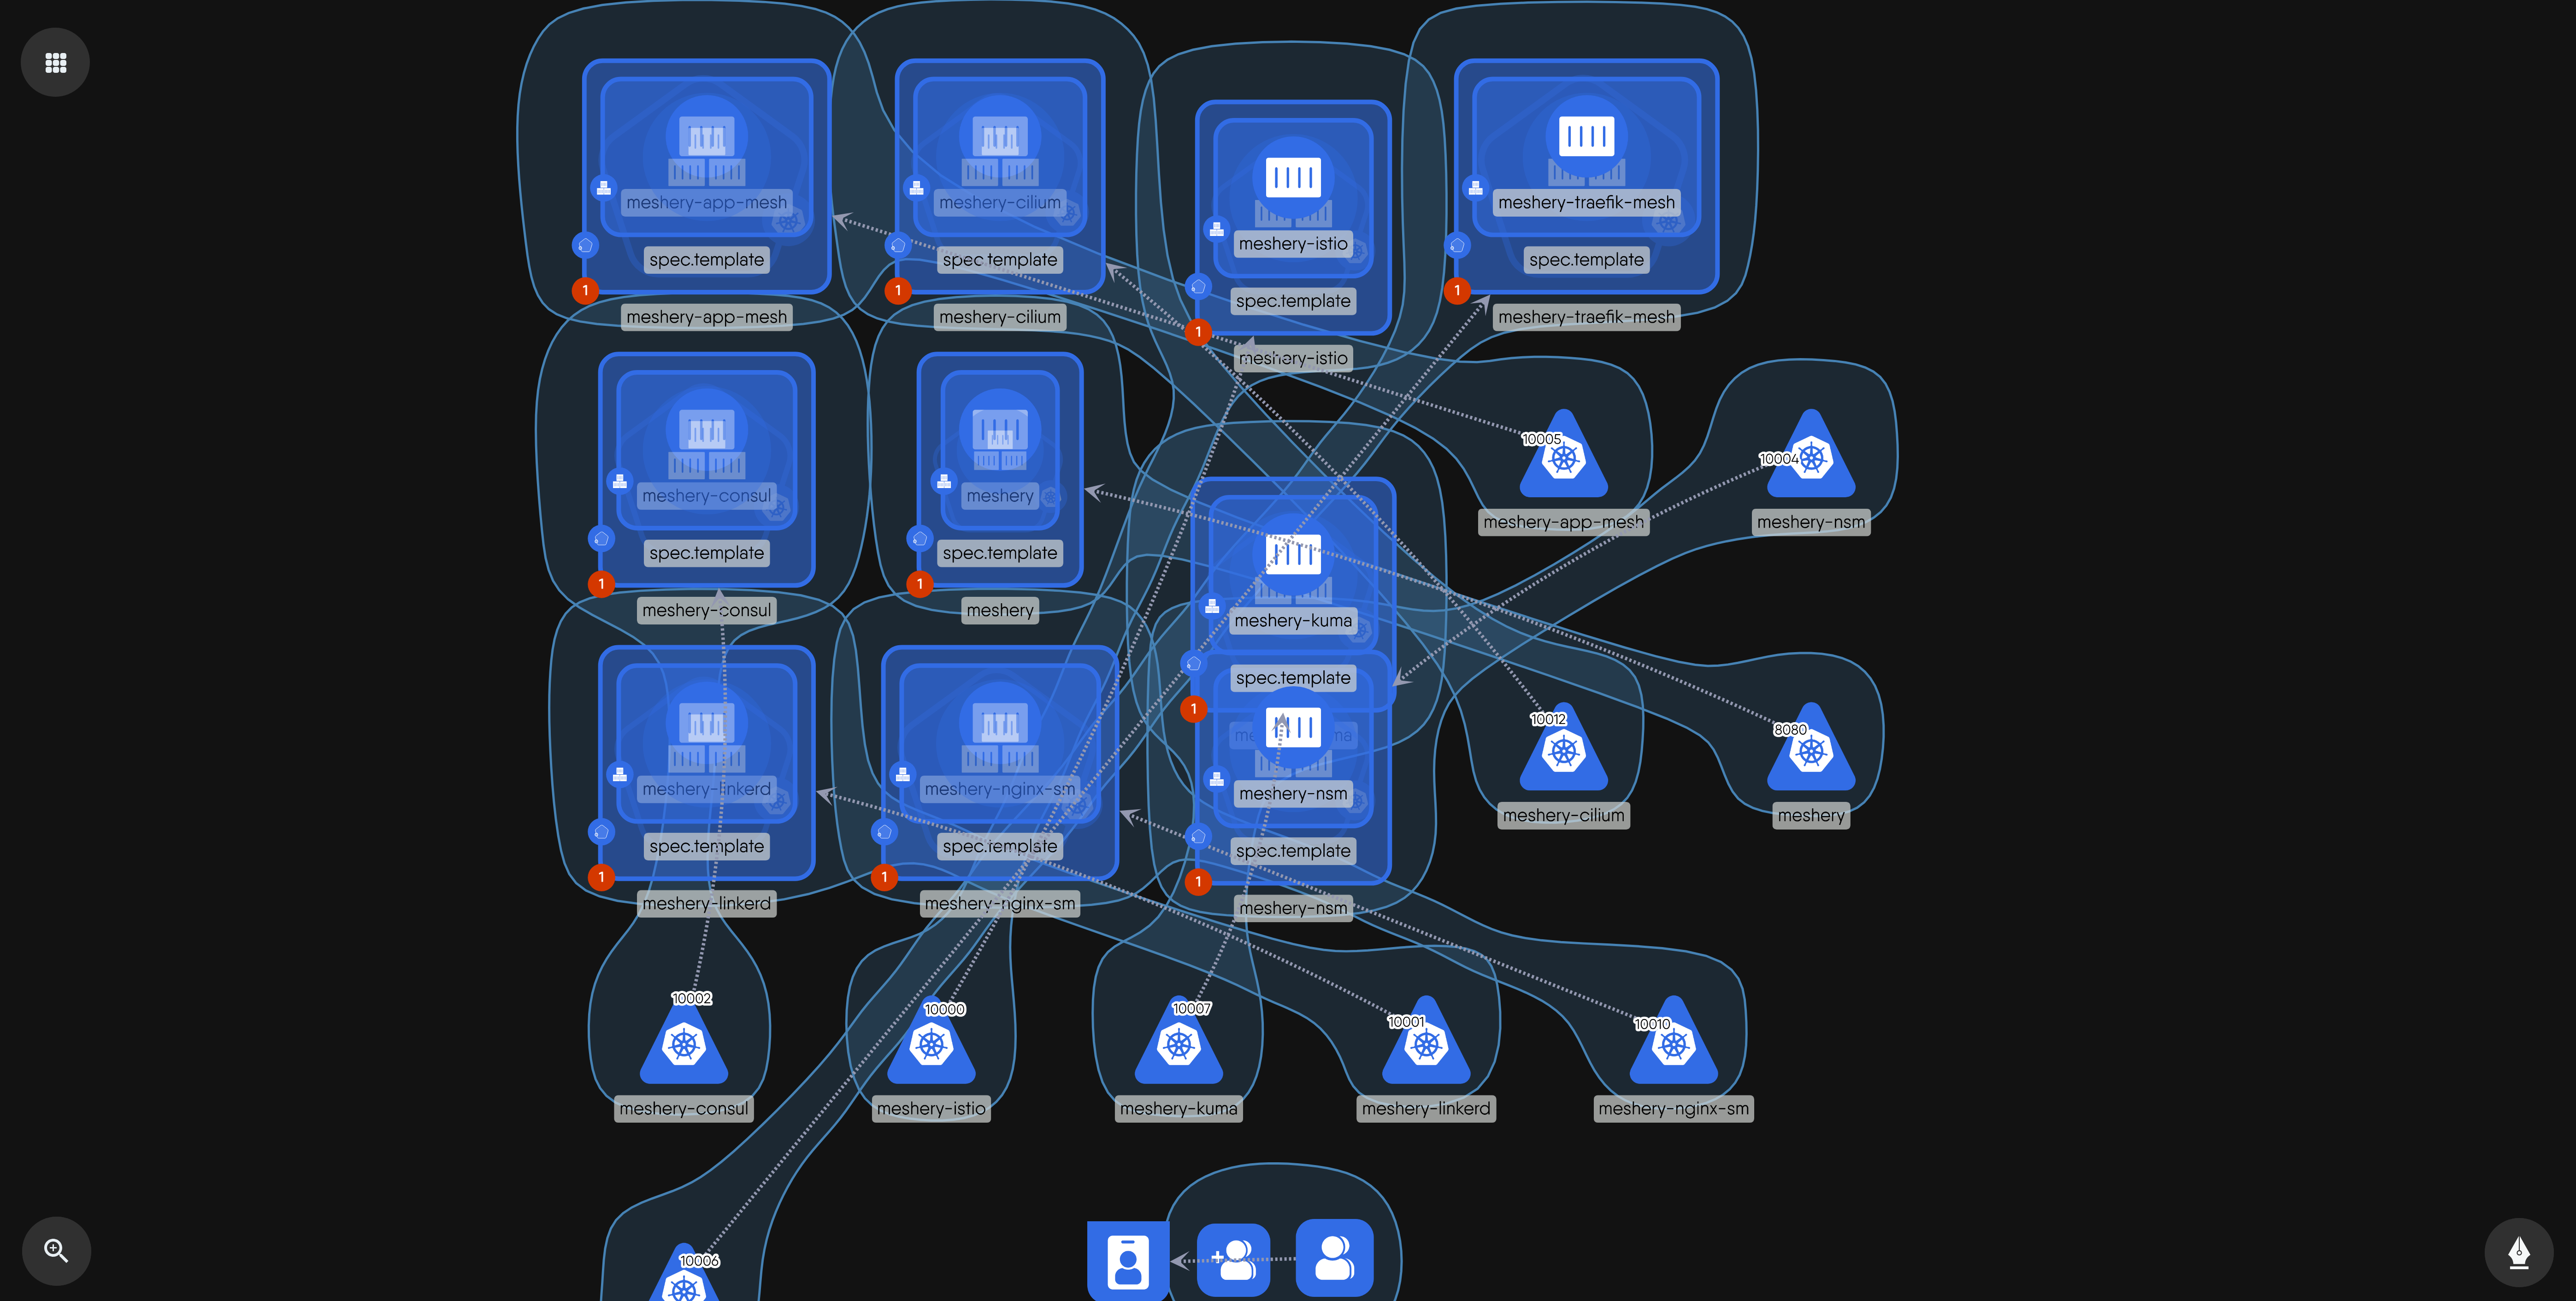 meshery-app-mesh
spec.template
1
meshery-app-mesh
meshery-cilium
spec.template
1
meshery-cilium
meshery-istio
spec.template
1
meshery-istio
meshery-traefik-mesh
spec.template
1
meshery-traefik-mesh
meshery-consul
spec.template
1
meshery-consul
meshery
spec.template
1
meshery
meshery-kuma
spec.template
1
10005
meshery-app-mesh
10004
meshery-nsm
meshery-linkerd
spec.template
1
meshery-linkerd
meshery-nginx-sm
spec.template
1
meshery-nginx-sm
meshery-nsm
spec.template
1
meshery-nsm
10012
meshery-cilium
8080
meshery
10002
meshery-consul
10000
meshery-istio
10007
meshery-kuma
10001
meshery-linkerd
10010
meshery-nginx-sm
10006